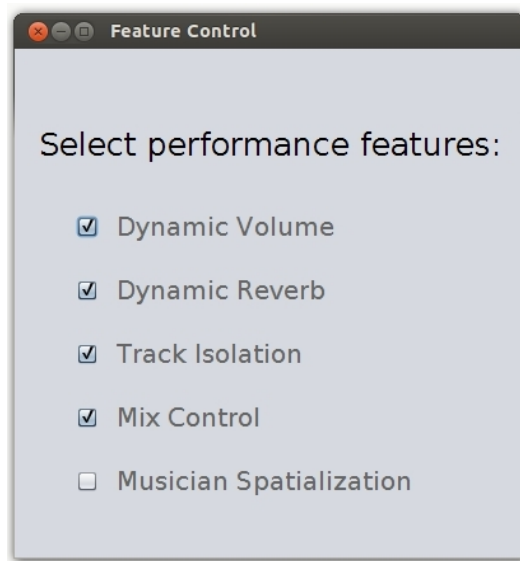 Feature Control
Select performance features:
Dynamic Volume
Dynamic Reverb
Track Isolation
Mix Control
Musician Spatialization